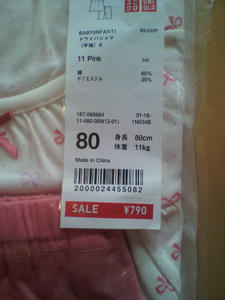 UNI
QLO
BABY(INFANT) BS-032P
ドライパジャマ
(半袖) K
11 Pink 342
綿 65%
ポリエステル 35%
187-068664 01-18-
11-080-000(12-01) 1N034B
80 身長 80cm
体重 11kg
Made in China
2000024455082
SALE ¥790